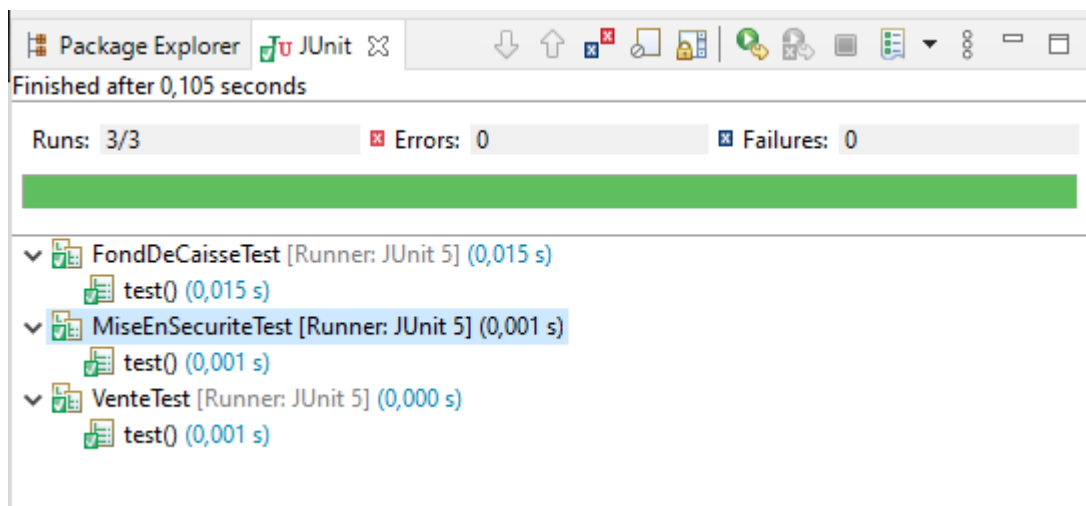 Package Explorer JUnit
Finished after 0,105 seconds
Runs: 3/3 Errors: 0 Failures: 0
FondDeCaisseTest [Runner: JUnit 5] (0,015 s)
test() (0,015 s)
MiseEnSecuriteTest [Runner: JUnit 5] (0,001 s)
test() (0,001 s)
VenteTest [Runner: JUnit 5] (0,000 s)
test() (0,001 s)